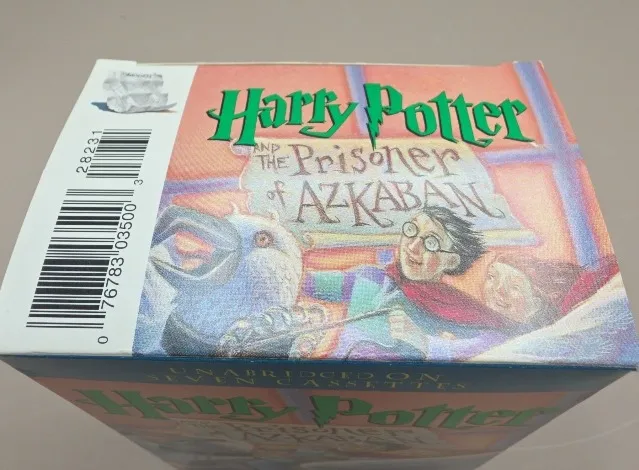 28231
0 76783 03500 3
Harry Potter
AND
THE Prisoner
of AZKABAN
UNABRIDGED ON
SEVEN CASSETTES
Harry Potter